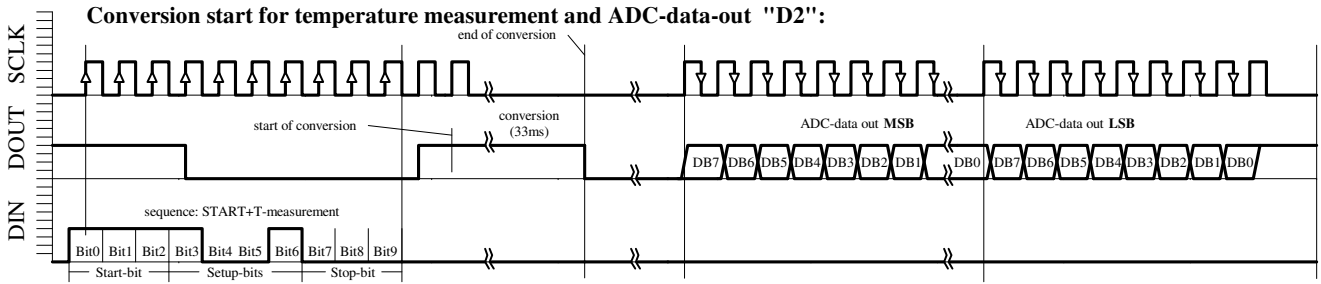 Conversion start for temperature measurement and ADC-data-out "D2":
end of conversion
SCLK
DOUT
start of conversion
conversion
(33ms)
ADC-data out MSB
ADC-data out LSB
DB7 DB6 DB5 DB4 DB3 DB2 DB1 DB0 DB7 DB6 DB5 DB4 DB3 DB2 DB1 DB0
DIN
sequence: START+T-measurement
Bit0 Bit1 Bit2 Bit3 Bit4 Bit5 Bit6 Bit7 Bit8 Bit9
Start-bit Setup-bits Stop-bit